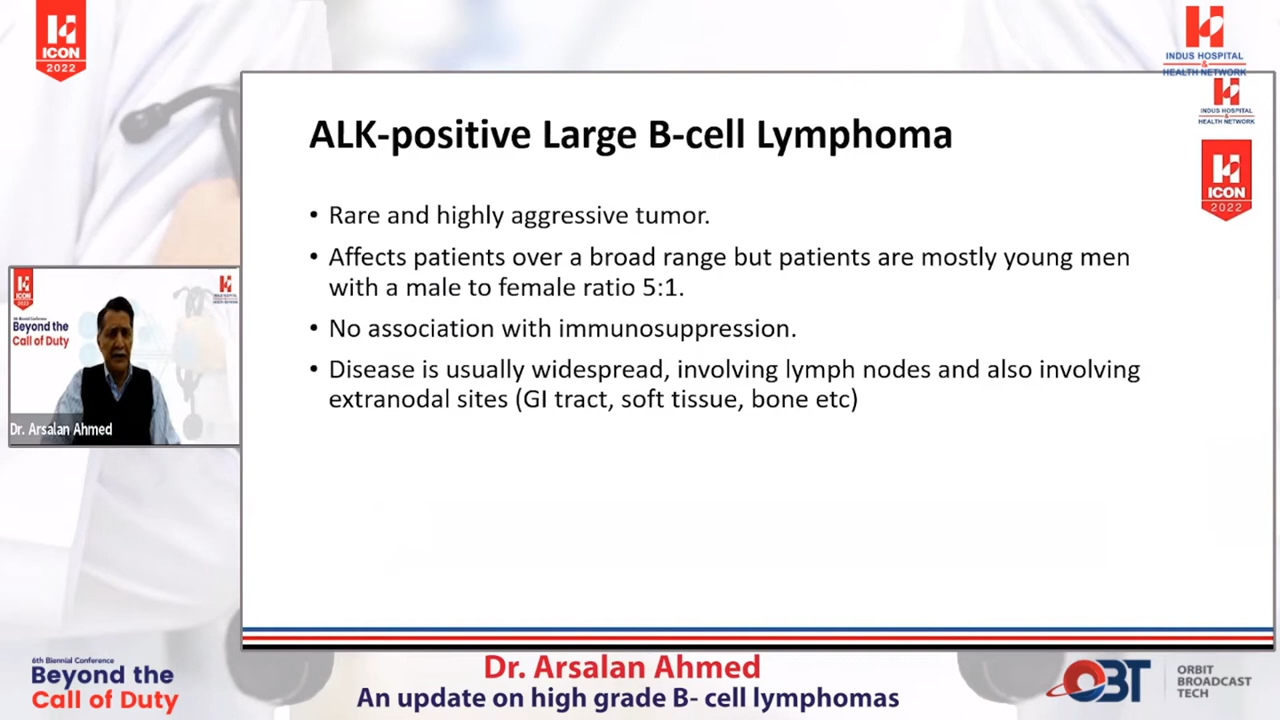 ICON
2022
INDUS HOSPITAL
&
HEALTH NETWORK
INDUS HOSPITAL
&
HEALTH NETWORK
ICON
2022
ALK-positive Large B-cell Lymphoma
• Rare and highly aggressive tumor.
• Affects patients over a broad range but patients are mostly young men
with a male to female ratio 5:1.
• No association with immunosuppression.
• Disease is usually widespread, involving lymph nodes and also involving
extranodal sites (GI tract, soft tissue, bone etc)
ICON
Beyond the
Call of Duty
Dr. Arsalan Ahmed
6th Biennial Conference
Beyond the
Call of Duty
Dr. Arsalan Ahmed
An update on high grade B- cell lymphomas
OBT
ORBIT
BROADCAST
TECH